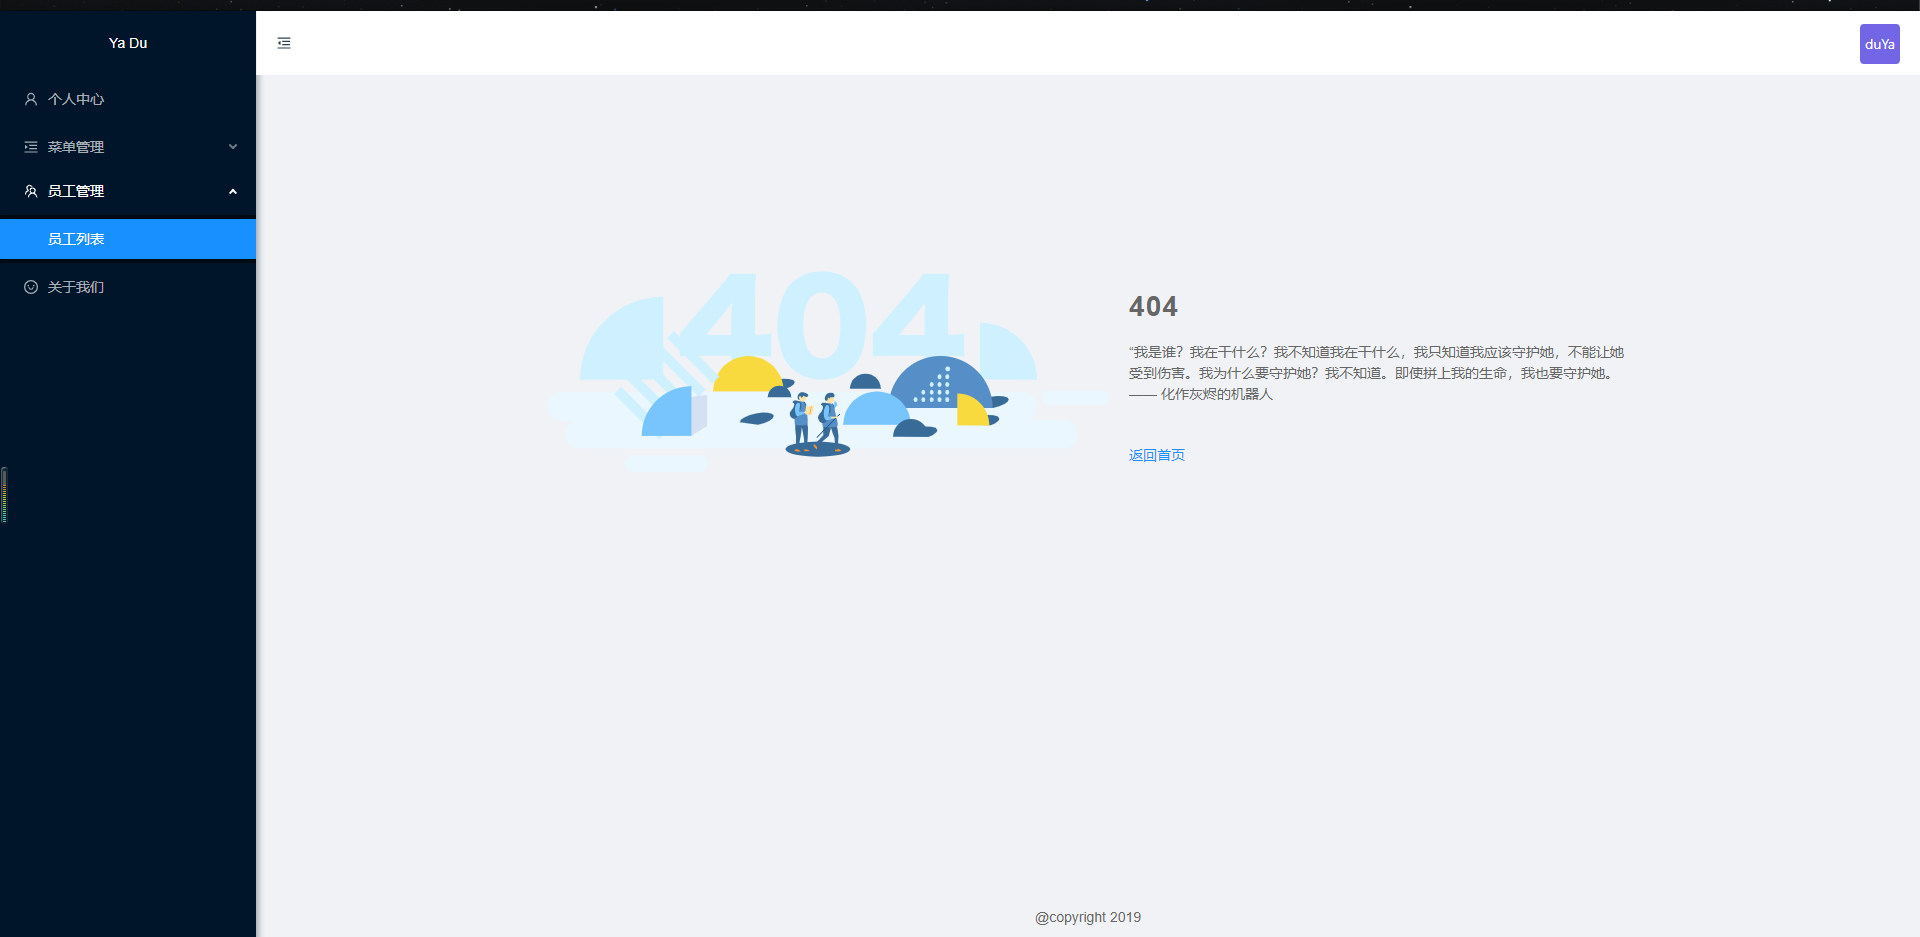 Ya Du
duYa
个人中心
菜单管理
员工管理
员工列表
关于我们
404
404
“我是谁？我在干什么？我不知道我在干什么，我只知道我应该守护她，不能让她
受到伤害。我为什么要守护她？我不知道。即使拼上我的生命，我也要守护她。
—— 化作灰烬的机器人
返回首页
@copyright 2019